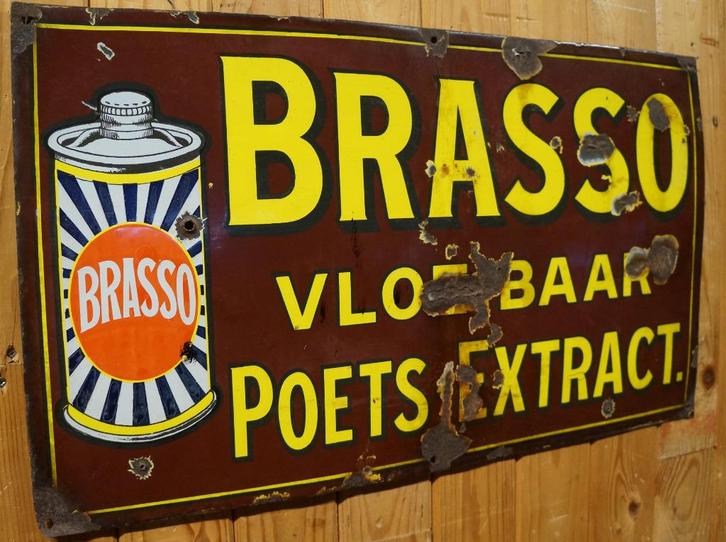 BRASSO
VLOEIBAAR
POETS EXTRACT.
BRASSO